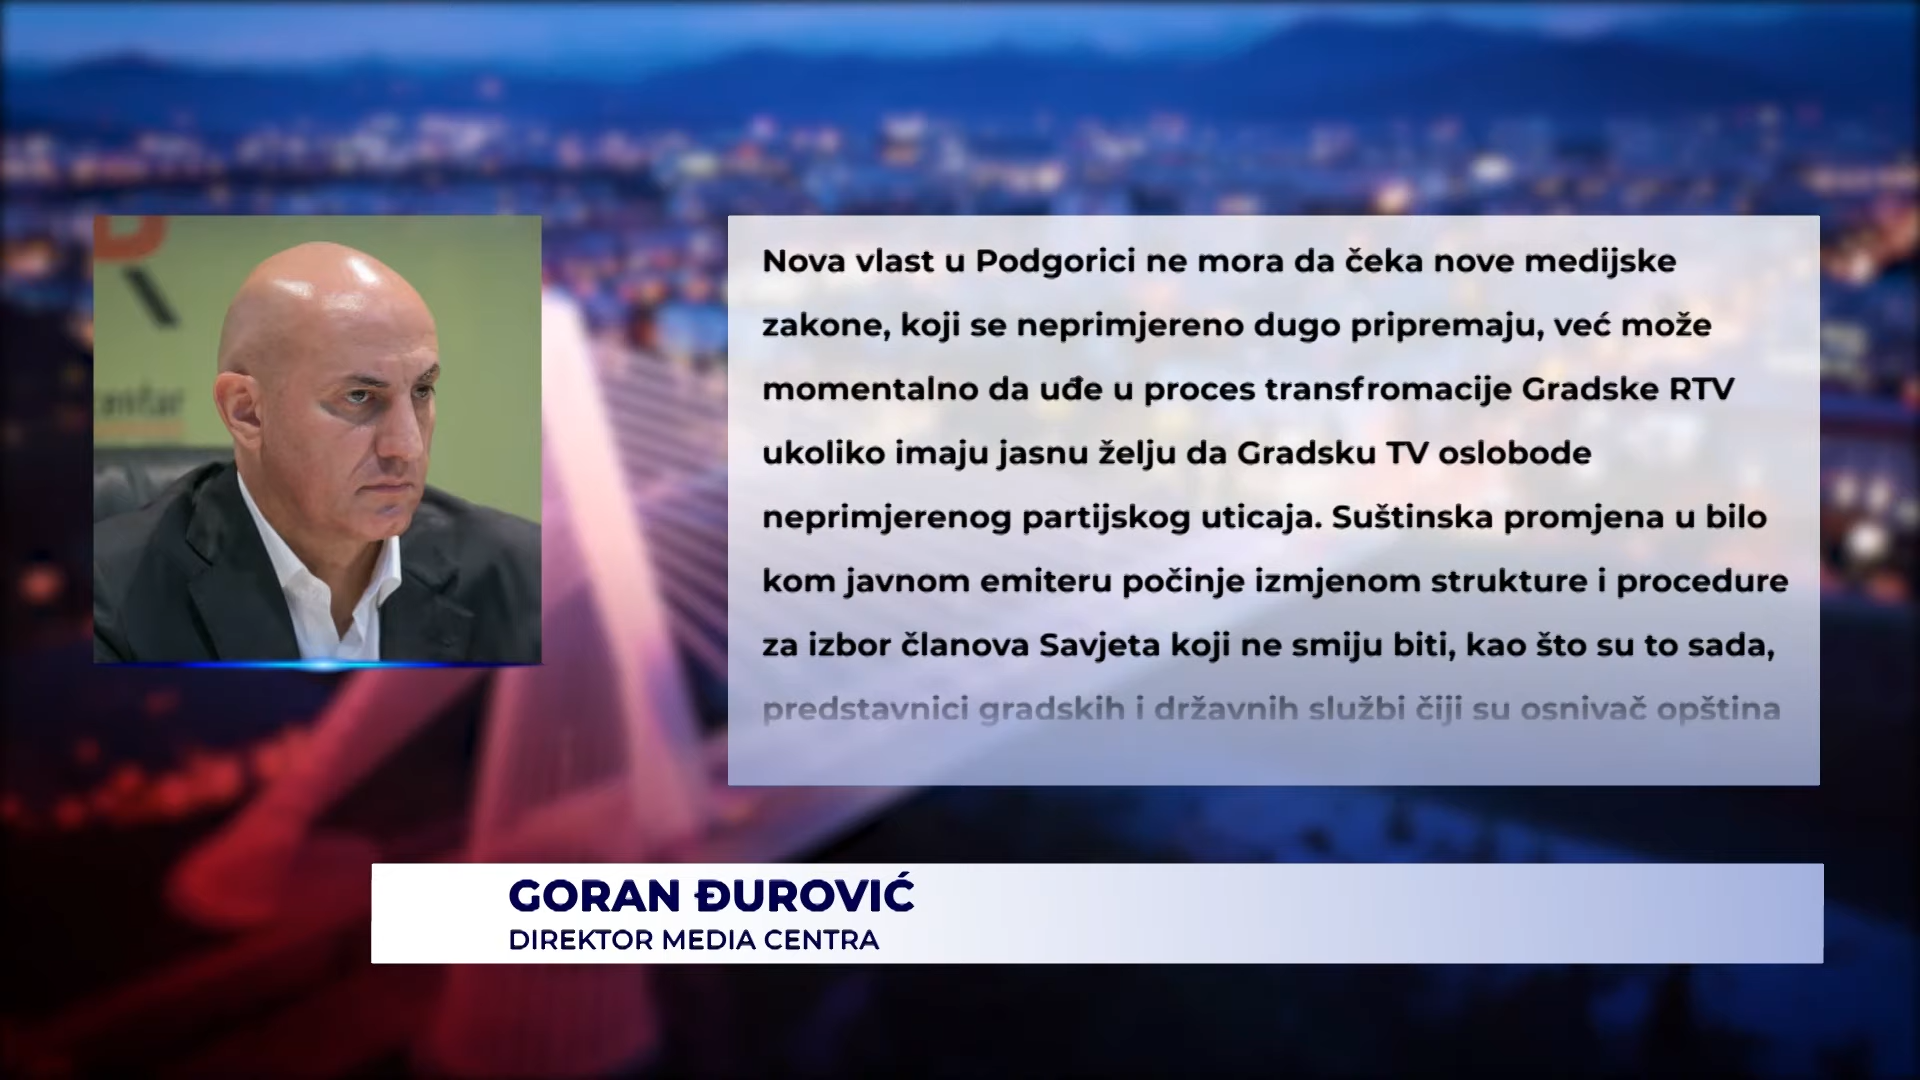 Nova vlast u Podgorici ne mora da čeka nove medijske
zakone, koji se neprimjereno dugo pripremaju, već može
momentalno da uđe u proces transfromacije Gradske RTV
ukoliko imaju jasnu želju da Gradsku TV oslobode
neprimjerenog partijskog uticaja. Suštinska promjena u bilo
kom javnom emiteru počinje izmjenom strukture i procedure
za izbor članova Savjeta koji ne smiju biti, kao što su to sada,
predstavnici gradskih i državnih službi čiji su osnivač opština
GORAN ĐUROVIĆ
DIREKTOR MEDIA CENTRA